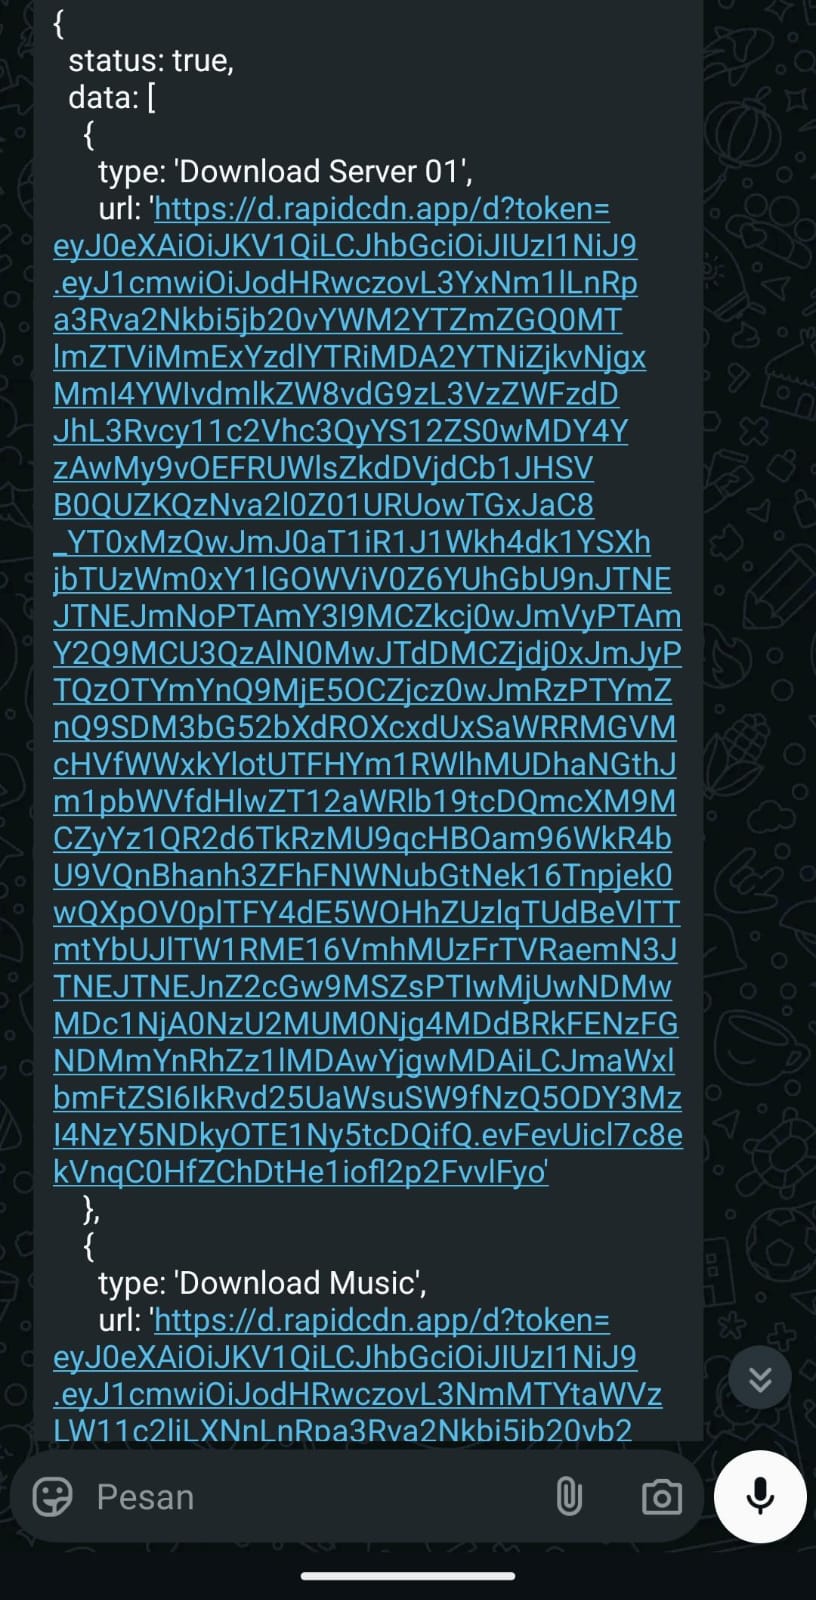 {
status: true,
data: [
{
type: 'Download Server 01',
url: 'https://d.rapidcdn.app/d?token=
eyJ0eXAiOiJKV1QiLCJhbGciOiJIUzI1NiJ9
.eyJ1cmwiOiJodHRwczovL3YxNm1lLnRp
a3Rva2Nkbi5jb20vYWM2YTZmZGQ0MT
lmZTViMmExYzdlYTRiMDA2YTNiZjkvNjgx
MmI4YWIvdmlkZW8vdG9zL3VzZWFzdD
JhL3Rvcy11c2Vhc3QyYS12ZS0wMDY4Y
zAwMy9vOEFRUWlsZkdDVjdCb1JHSV
B0QUZKQzNva2l0Z01URUowTGxJaC8
_YT0xMzQwJmJ0aT1iR1J1Wkh4dk1YSXh
jbTUzWm0xY1lGOWViV0Z6YUhGbU9nJTNE
JTNEJmNoPTAmY3I9MCZkcj0wJmVyPTAm
Y2Q9MCU3QzAlN0MwJTdDMCZjdj0xJmJyP
TQzOTYmYnQ9MjE5OCZjcz0wJmRzPTYmZ
nQ9SDM3bG52bXdROXcxdUxSaWRRMGVM
cHVfWWxkYlotUTFHYm1RWlhMUDhaNGthJ
m1pbWVfdHlwZT12aWRlb19tcDQmcXM9M
CZyYz1QR2d6TkRzMU9qcHBOam96WkR4b
U9VQnBhanh3ZFhFNWNubGtNek16Tnpjek0
wQXpOV0plTFY4dE5WOHhZUzlqTUdBeVlTT
mtYbUJlTW1RME16VmhMUzFrTVRaemN3J
TNEJTNEJnZ2cGw9MSZsPTIwMjUwNDMw
MDc1NjA0NzU2MUM0Njg4MDdBRkFENzFG
NDMmYnRhZz1lMDAwYjgwMDAiLCJmaWxl
bmFtZSI6IkRvd25UaWsuSW9fNzQ5ODY3Mz
I4NzY5NDkyOTE1Ny5tcDQifQ.evFevUicl7c8e
kVnqC0HfZChDtHe1iofl2p2FvvlFyo'
},
{
type: 'Download Music',
url: 'https://d.rapidcdn.app/d?token=
eyJ0eXAiOiJKV1QiLCJhbGciOiJIUzI1NiJ9
.eyJ1cmwiOiJodHRwczovL3NmMTYtaWVz
LW11c2ljLXNnLnRpa3Rva2Nkbi5jb20vb2
Pesan